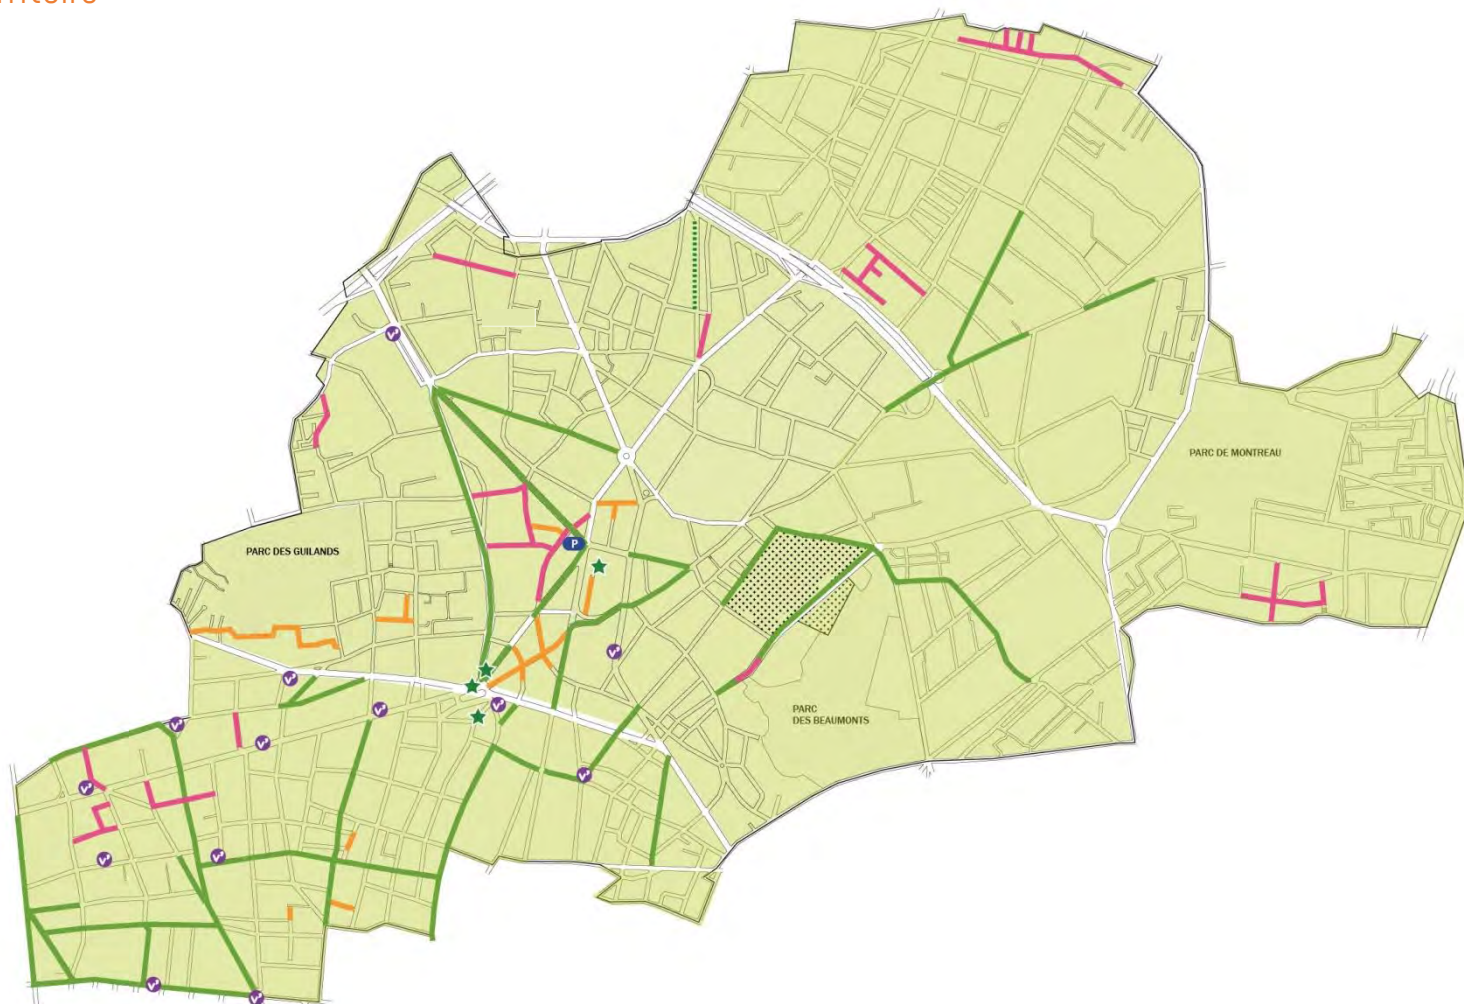 PARC DE MONTREAU
PARC DES GUILANDS
P
PARC
DES BEAUMONTS